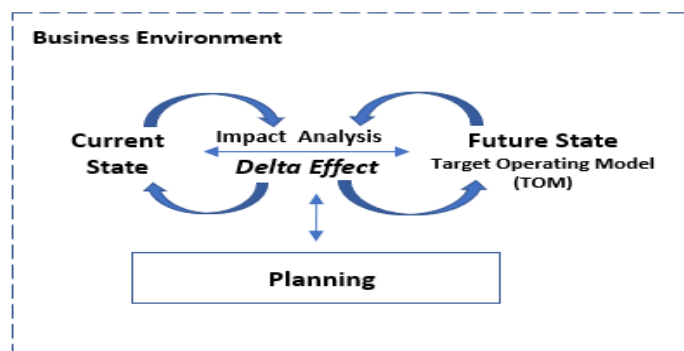 Business Environment
Current
State
Impact Analysis
Delta Effect
Future State
Target Operating Model
(TOM)
Planning